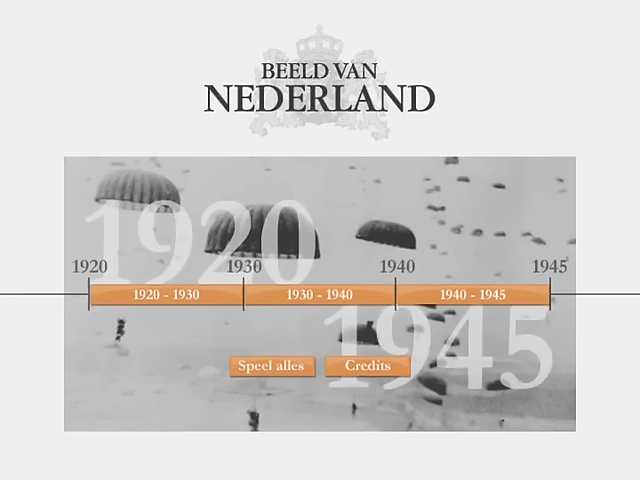 BEELD VAN
NEDERLAND
1920
1920 1930 1940 1945
1920 - 1930 1930 - 1940 1940 - 1945
1945
Speel alles Credits